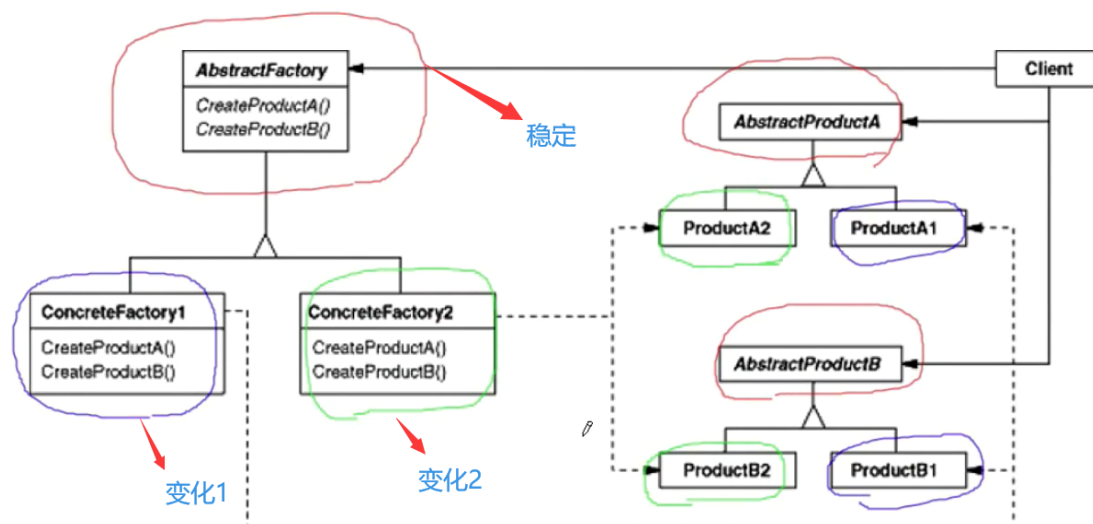 AbstractFactory
CreateProductA()
CreateProductB()
Client
AbstractProductA
稳定
ProductA2
ProductA1
ConcreteFactory1
CreateProductA()
CreateProductB()
ConcreteFactory2
CreateProductA()
CreateProductB()
AbstractProductB
ProductB2
ProductB1
变化1
变化2